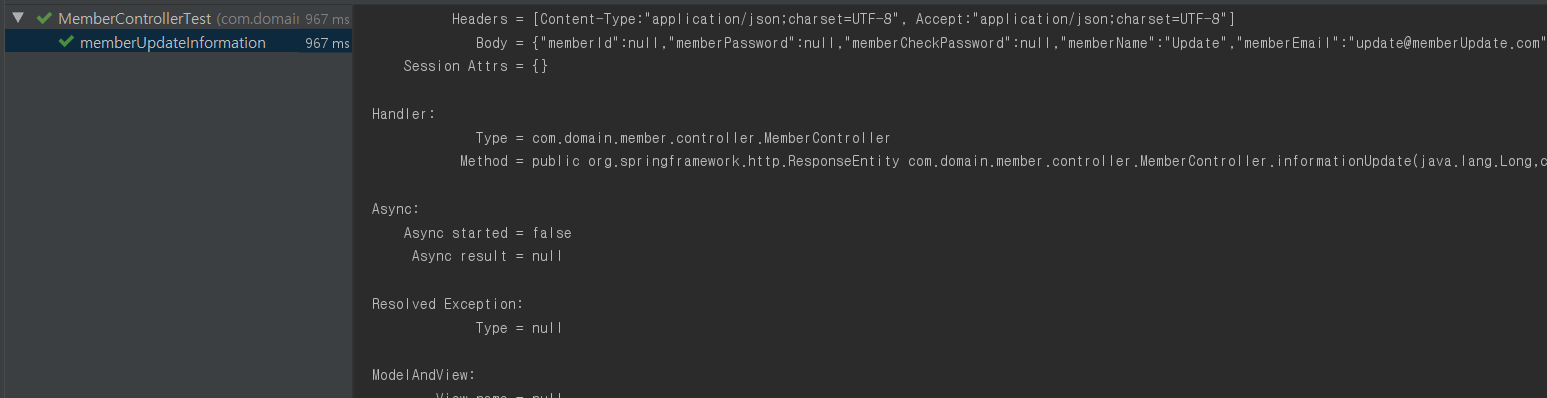 MemberControllerTest (com.domai 967 ms
memberUpdateInformation 967 ms
Headers = [Content-Type:"application/json;charset=UTF-8", Accept:"application/json;charset=UTF-8"]
Body = {"memberId":null,"memberPassword":null,"memberCheckPassword":null,"memberName":"Update","memberEmail":"update@memberUpdate.com"
Session Attrs = {}
Handler:
Type = com.domain.member.controller.MemberController
Method = public org.springframework.http.ResponseEntity com.domain.member.controller.MemberController.informationUpdate(java.lang.Long,c
Async:
Async started = false
Async result = null
Resolved Exception:
Type = null
ModelAndView:
View name = null